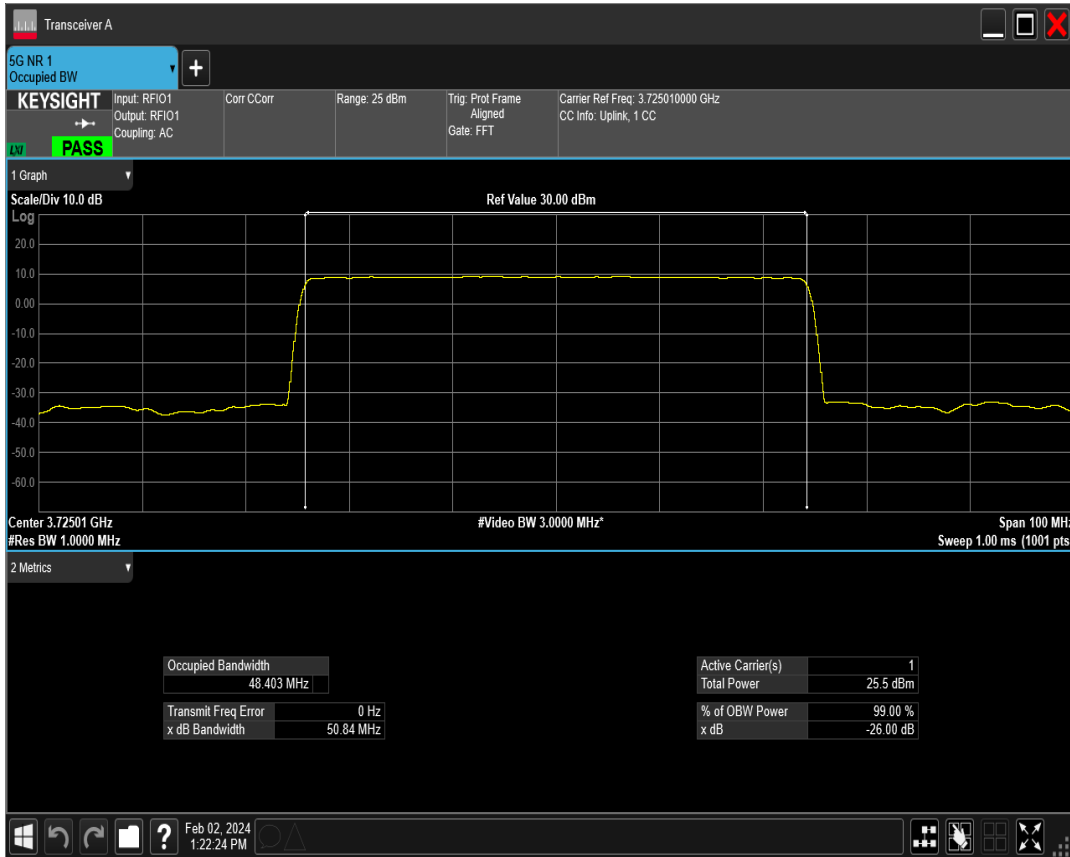 Transceiver A
5G NR 1
Occupied BW
+
KEYSIGHT
LXI
PASS
Input: RFIO1
Output: RFIO1
Coupling: AC
Corr CCorr
Range: 25 dBm
Trig: Prot Frame
Aligned
Gate: FFT
Carrier Ref Freq: 3.725010000 GHz
CC Info: Uplink, 1 CC
1 Graph
Scale/Div 10.0 dB
Ref Value 30.00 dBm
Log
20.0
10.0
0.00
-10.0
-20.0
-30.0
-40.0
-50.0
-60.0
Center 3.72501 GHz
#Video BW 3.0000 MHz*
Span 100 MHz
#Res BW 1.0000 MHz
Sweep 1.00 ms (1001 pts
2 Metrics
Occupied Bandwidth
48.403 MHz
Transmit Freq Error 0 Hz
x dB Bandwidth 50.84 MHz
Active Carrier(s) 1
Total Power 25.5 dBm
% of OBW Power 99.00 %
x dB -26.00 dB
?
Feb 02, 2024
1:22:24 PM